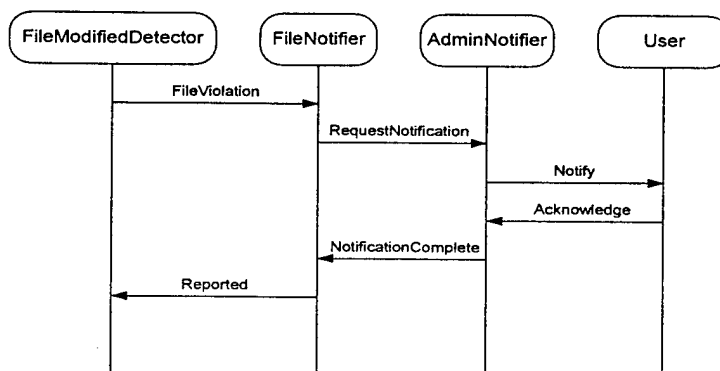 FileModifiedDetector FileNotifier AdminNotifier User
FileViolation
RequestNotification
Notify
Acknowledge
NotificationComplete
Reported